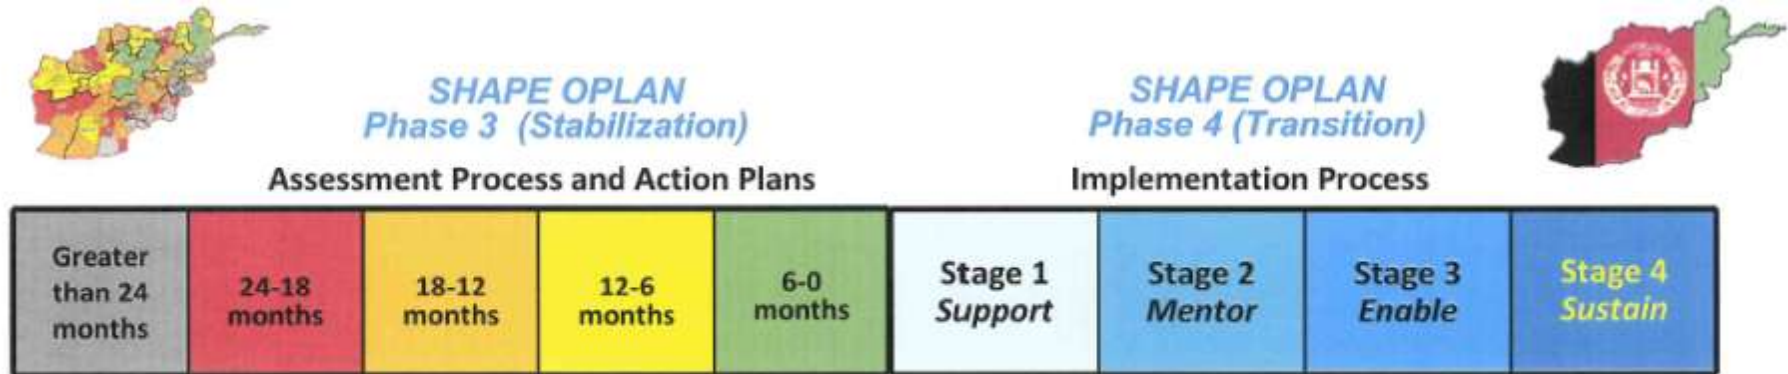 SHAPE OPLAN
Phase 3 (Stabilization)
SHAPE OPLAN
Phase 4 (Transition)
Assessment Process and Action Plans
Implementation Process
Greater
than 24
months
24-18
months
18-12
months
12-6
months
6-0
months
Stage 1
Support
Stage 2
Mentor
Stage 3
Enable
Stage 4
Sustain